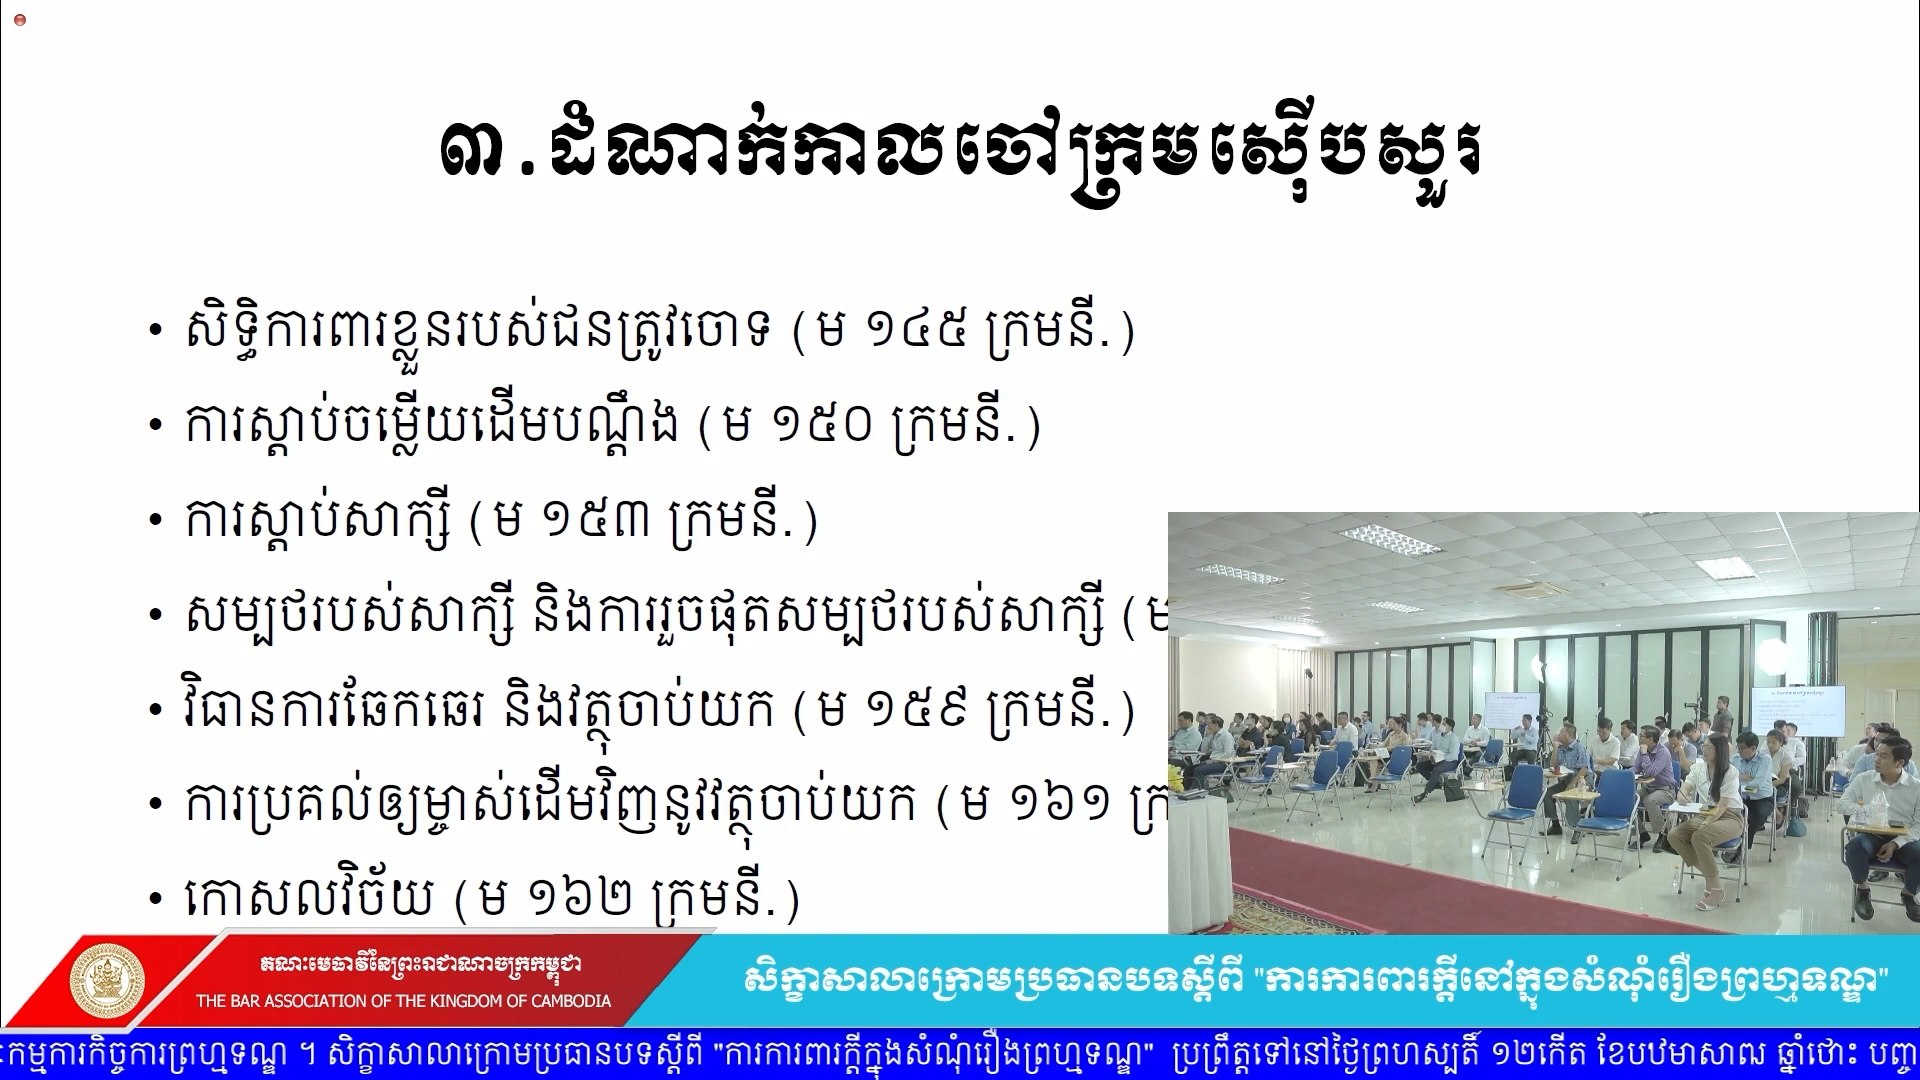 ៣.ដំណាក់កាលចៅក្រមស៊ើបសួរ
• សិទ្ធិការពារខ្លួនរបស់ជនត្រូវចោទ (ម ១៤៥ ក្រមនី.)
• ការស្ដាប់ចម្លើយដើមបណ្ដឹង (ម ១៥០ ក្រមនី.)
• ការស្ដាប់សាក្សី (ម ១៥៣ ក្រមនី.)
• សម្បថរបស់សាក្សី និងការរួចផុតសម្បថរបស់សាក្សី (ម
• វិធានការឆែកឆេរ និងវត្ថុចាប់យក (ម ១៥៩ ក្រមនី.)
• ការប្រគល់ឲ្យម្ចាស់ដើមវិញនូវវត្ថុចាប់យក (ម ១៦១ ក្រ
• កោសលវិច័យ (ម ១៦២ ក្រមនី.)
គណៈមេធាវីនៃព្រះរាជាណាចក្រកម្ពុជា
THE BAR ASSOCIATION OF THE KINGDOM OF CAMBODIA
សិក្ខាសាលាក្រោមប្រធានបទស្ដីពី "ការការពារក្ដីនៅក្នុងសំណុំរឿងព្រហ្មទណ្ឌ"
កម្មការកិច្ចការព្រហ្មទណ្ឌ ។ សិក្ខាសាលាក្រោមប្រធានបទស្ដីពី "ការការពារក្ដីក្នុងសំណុំរឿងព្រហ្មទណ្ឌ" ប្រព្រឹត្តទៅនៅថ្ងៃព្រហស្បតិ៍ ១២កើត ខែបឋមាសាឍ ឆ្នាំថោះ បញ្ច